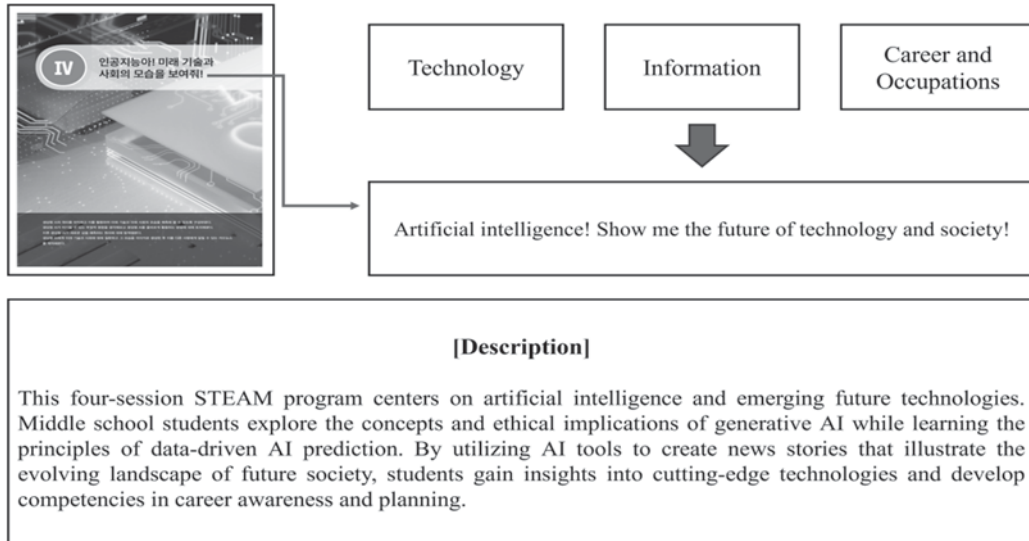 IV
인공지능아! 미래 기술과
사회의 모습을 보여줘!
Technology
Information
Career and
Occupations
Artificial intelligence! Show me the future of technology and society!
[Description]
This four-session STEAM program centers on artificial intelligence and emerging future technologies.
Middle school students explore the concepts and ethical implications of generative AI while learning the
principles of data-driven AI prediction. By utilizing AI tools to create news stories that illustrate the
evolving landscape of future society, students gain insights into cutting-edge technologies and develop
competencies in career awareness and planning.